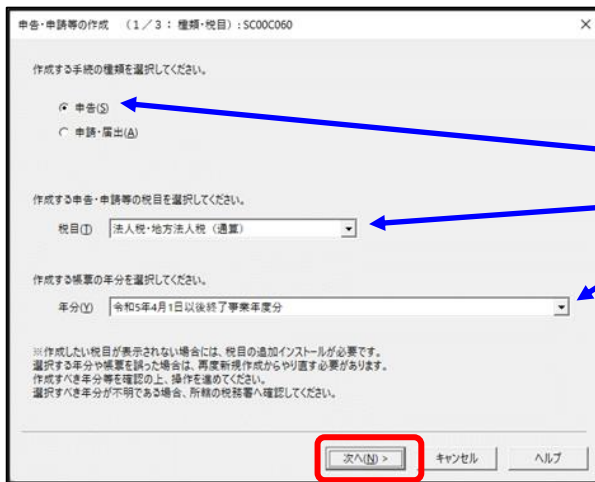 申告・申請等の作成 （1／3：種類・税目）：SC00C060
作成する手続の種類を選択してください。
申告(S)
申請・届出(A)
作成する申告・申請等の税目を選択してください。
税目(T) 法人税・地方法人税（通算）
作成する帳票の年分を選択してください。
年分(Y) 令和5年4月1日以後終了事業年度分
※作成したい税目が表示されない場合には、税目の追加インストールが必要です。
選択する年分や帳票を誤った場合は、再度新規作成からやり直す必要があります。
作成すべき年分等を確認の上、操作を進めてください。
選択すべき年分が不明である場合、所轄の税務署へ確認してください。
次へ(N) > キャンセル ヘルプ